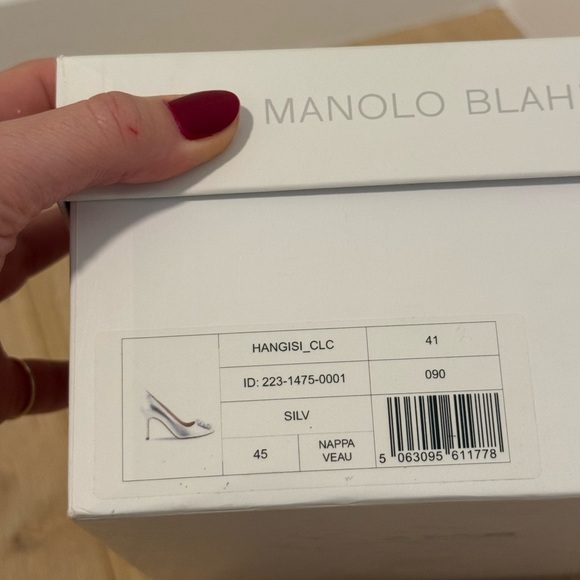 MANOLO BLAH
HANGISI_CLC 41
ID: 223-1475-0001 090
SILV
45 NAPPA VEAU
5 063095 611778